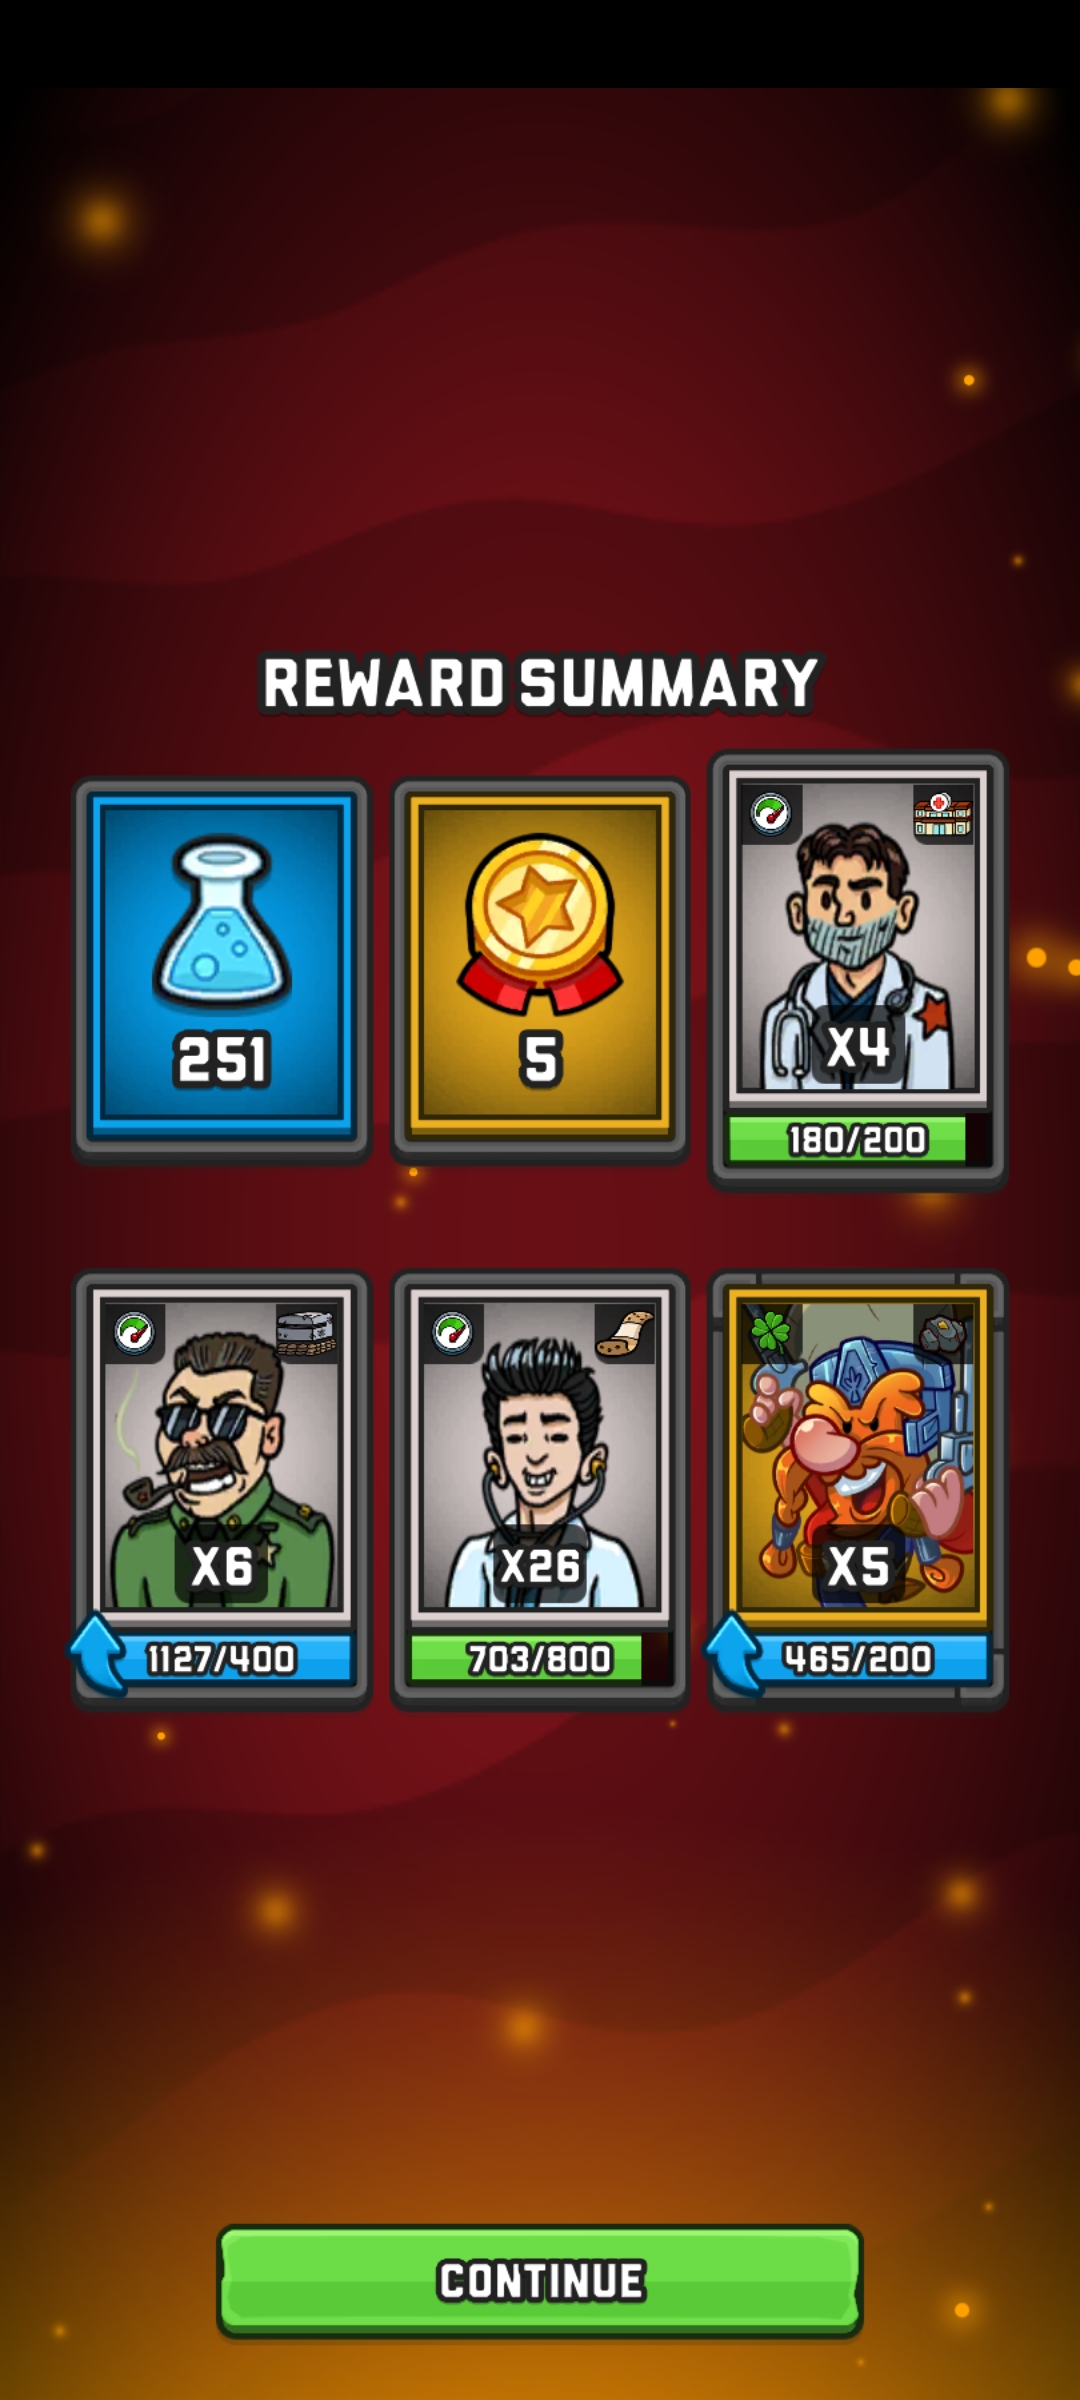 REWARD SUMMARY
251
5
X4
180/200
X6
1127/400
X26
703/800
X5
465/200
CONTINUE